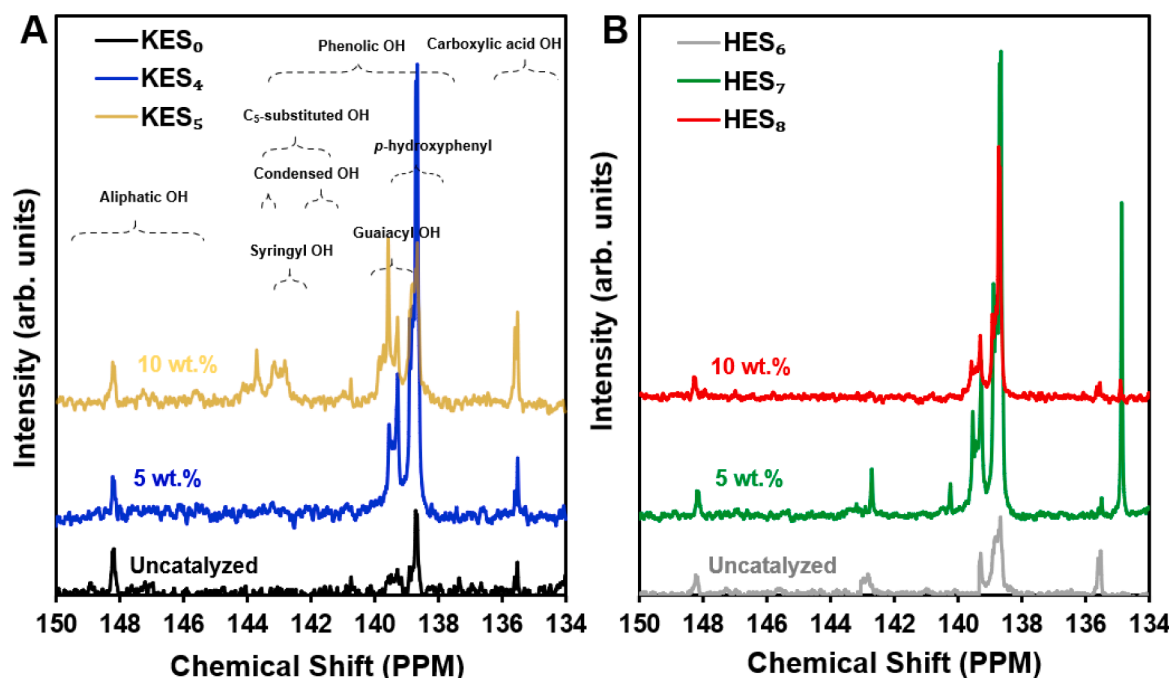 A
KES₀
KES₄
KES₅
Phenolic OH
Carboxylic acid OH
C₅-substituted OH
p-hydroxyphenyl
Condensed OH
Aliphatic OH
Guaiacyl OH
Syringyl OH
10 wt.%
5 wt.%
Uncatalyzed
Intensity (arb. units)
150 148 146 144 142 140 138 136 134
Chemical Shift (PPM)
B
HES₆
HES₇
HES₈
10 wt.%
5 wt.%
Uncatalyzed
Intensity (arb. units)
150 148 146 144 142 140 138 136 134
Chemical Shift (PPM)